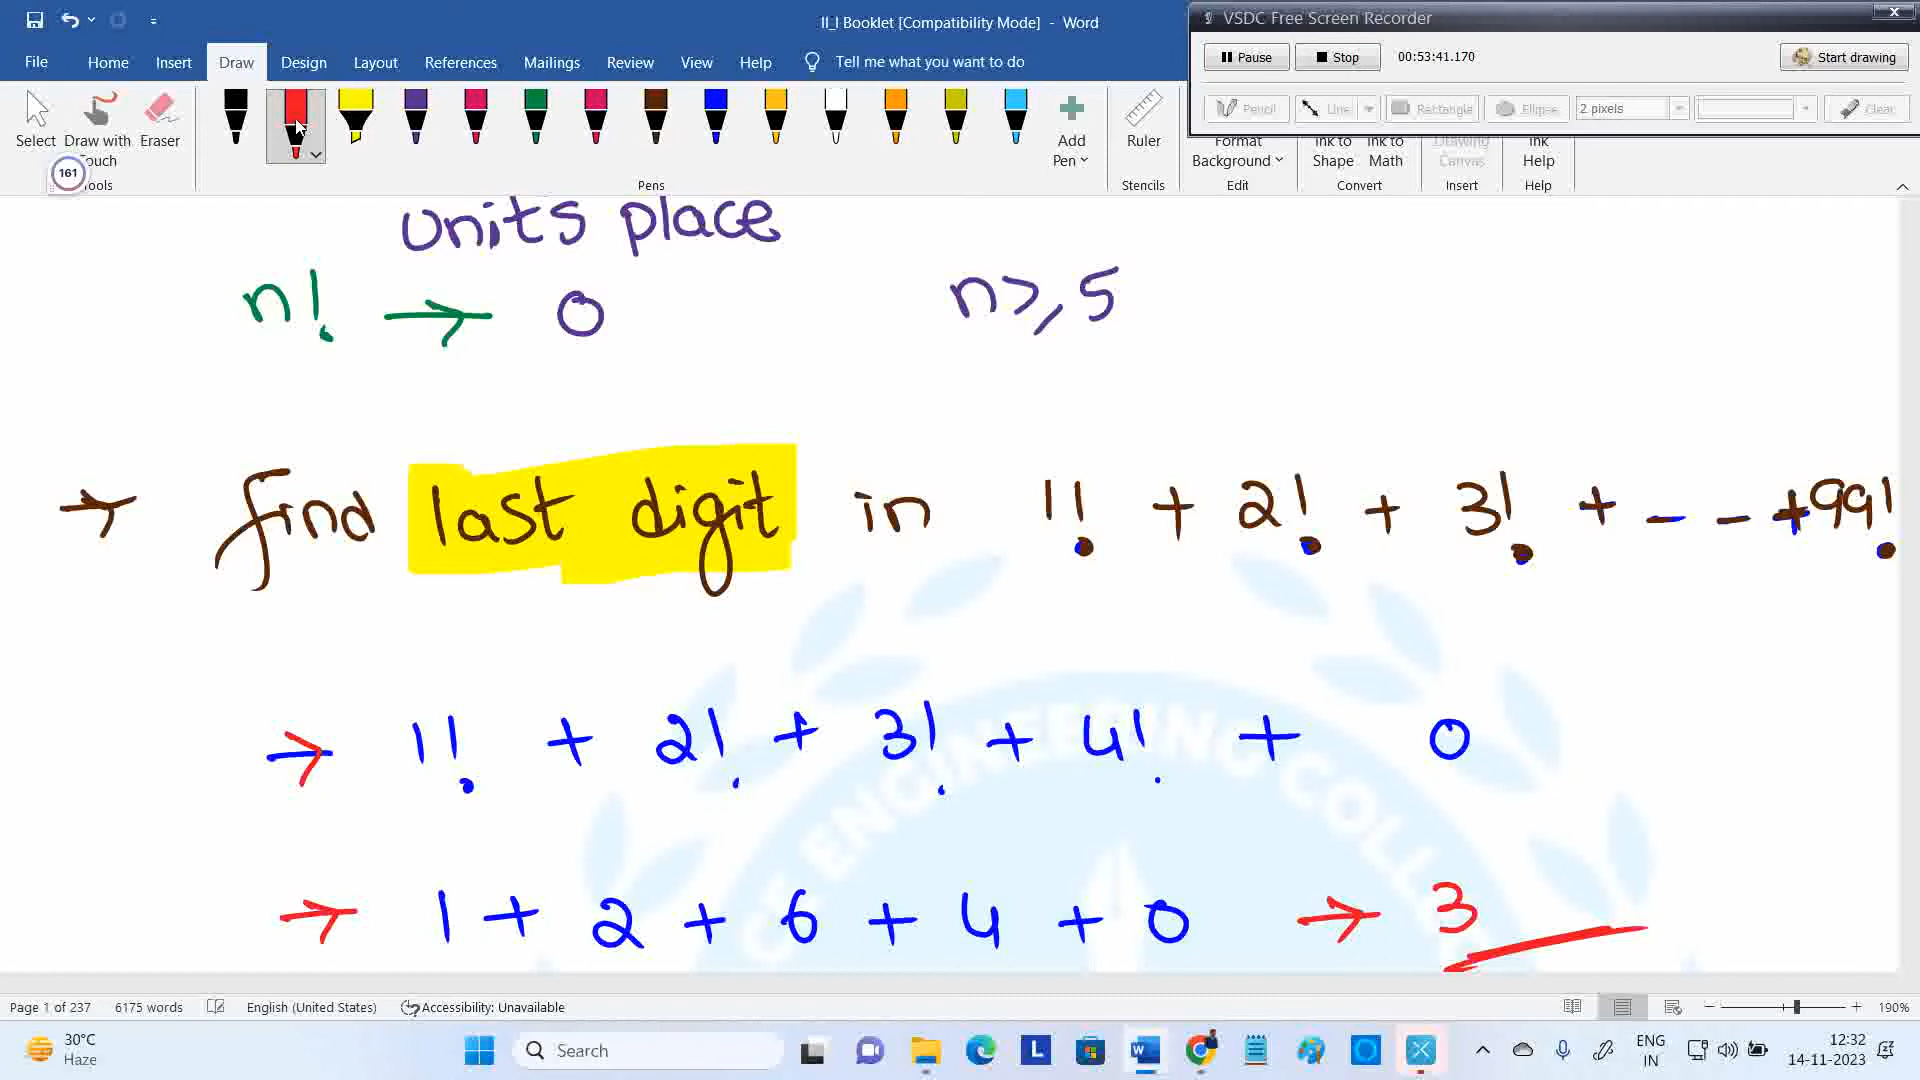 II_I Booklet [Compatibility Mode] - Word
VSDC Free Screen Recorder
Pause Stop 00:53:41.170 Start drawing
File Home Insert Draw Design Layout References Mailings Review View Help Tell me what you want to do
Pencil Line Rectangle Ellipse 2 pixels Clear
Select Draw with Touch Eraser Add Pen Ruler Format Background Ink to Shape Ink to Math Drawing Canvas Ink Help
161
Tools Pens Stencils Edit Convert Insert Help
units place
n! → 0 n ≥ 5
→ find last digit in 1! + 2! + 3! + - - + 99!
→ 1! + 2! + 3! + 4! + 0
→ 1 + 2 + 6 + 4 + 0 → 3
ENGINEERING COLL
Page 1 of 237 6175 words English (United States) Accessibility: Unavailable 190%
30°C
Haze
Search
ENG
IN
12:32
14-11-2023